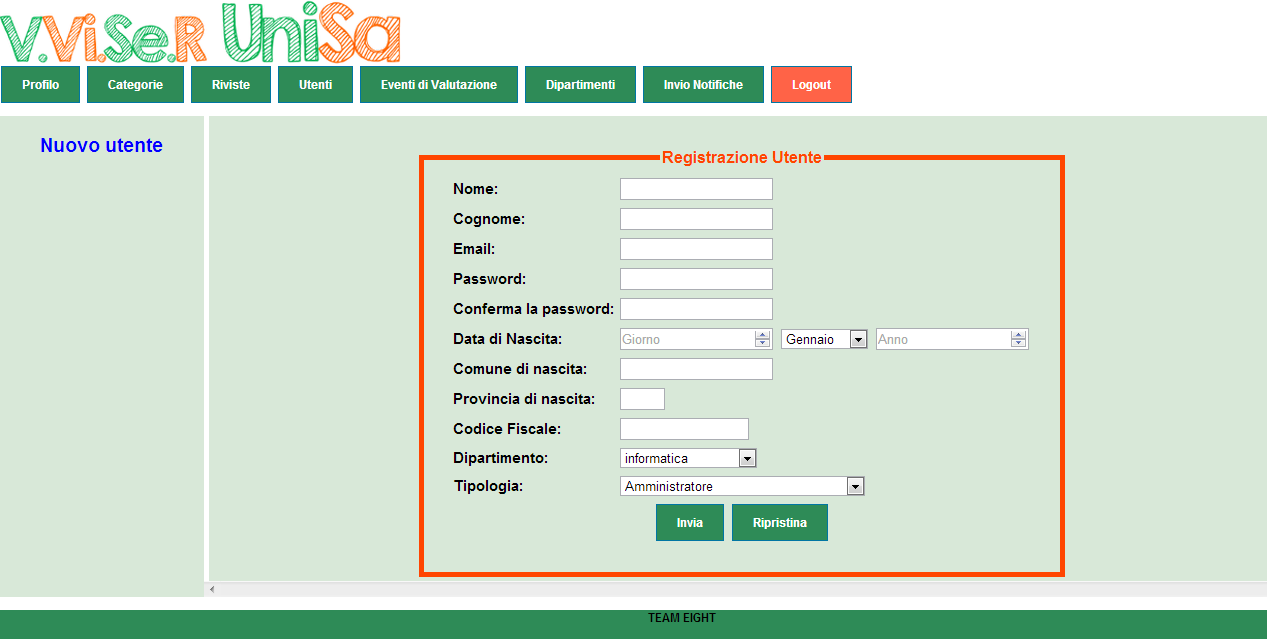 V.Vi.Se.R UniSa
Profilo Categorie Riviste Utenti Eventi di Valutazione Dipartimenti Invio Notifiche Logout
Nuovo utente
Registrazione Utente
Nome:
Cognome:
Email:
Password:
Conferma la password:
Data di Nascita: Giorno Gennaio Anno
Comune di nascita:
Provincia di nascita:
Codice Fiscale:
Dipartimento: informatica
Tipologia: Amministratore
Invia Ripristina
TEAM EIGHT